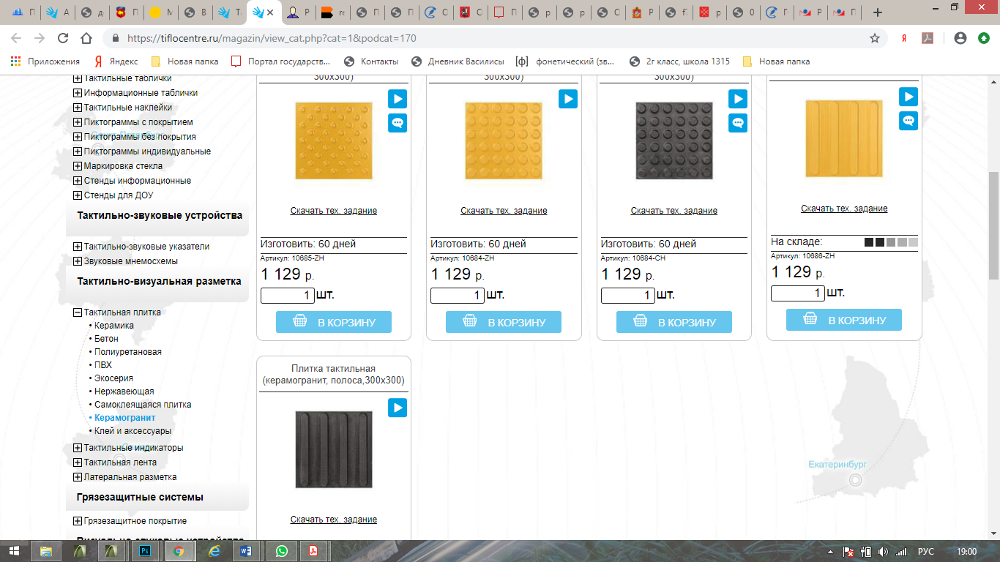 https://tiflocentre.ru/magazin/view_cat.php?cat=1&podcat=170
Приложения
Яндекс
Новая папка
Портал государств...
Контакты
Дневник Василисы
[ф] фонетический (зв...
2г класс, школа 1315
Новая папка
Тактильные таблички
Информационные таблички
Тактильные наклейки
Пиктограммы с покрытием
Пиктограммы без покрытия
Пиктограммы индивидуальные
Маркировка стекла
Стенды информационные
Стенды для ДОУ
Тактильно-звуковые устройства
Тактильно-звуковые указатели
Звуковые мнемосхемы
Тактильно-визуальная разметка
Тактильная плитка
• Керамика
• Бетон
• Полиуретановая
• ПВХ
• Экосерия
• Нержавеющая
• Самоклеящаяся плитка
• Керамогранит
• Клей и аксессуары
Тактильные индикаторы
Тактильная лента
Латеральная разметка
Грязезащитные системы
Грязезащитное покрытие
Визуально-звуковые устройства
300x300)
Скачать тех. задание
Изготовить: 60 дней
Артикул: 10685-ZH
1 129 р.
1 шт.
В КОРЗИНУ
300x300)
Скачать тех. задание
Изготовить: 60 дней
Артикул: 10684-ZH
1 129 р.
1 шт.
В КОРЗИНУ
300x300)
Скачать тех. задание
Изготовить: 60 дней
Артикул: 10684-CH
1 129 р.
1 шт.
В КОРЗИНУ
Скачать тех. задание
На складе:
Артикул: 10686-ZH
1 129 р.
1 шт.
В КОРЗИНУ
Плитка тактильная
(керамогранит, полоса,300x300)
Скачать тех. задание
Екатеринбург
РУС
19:00